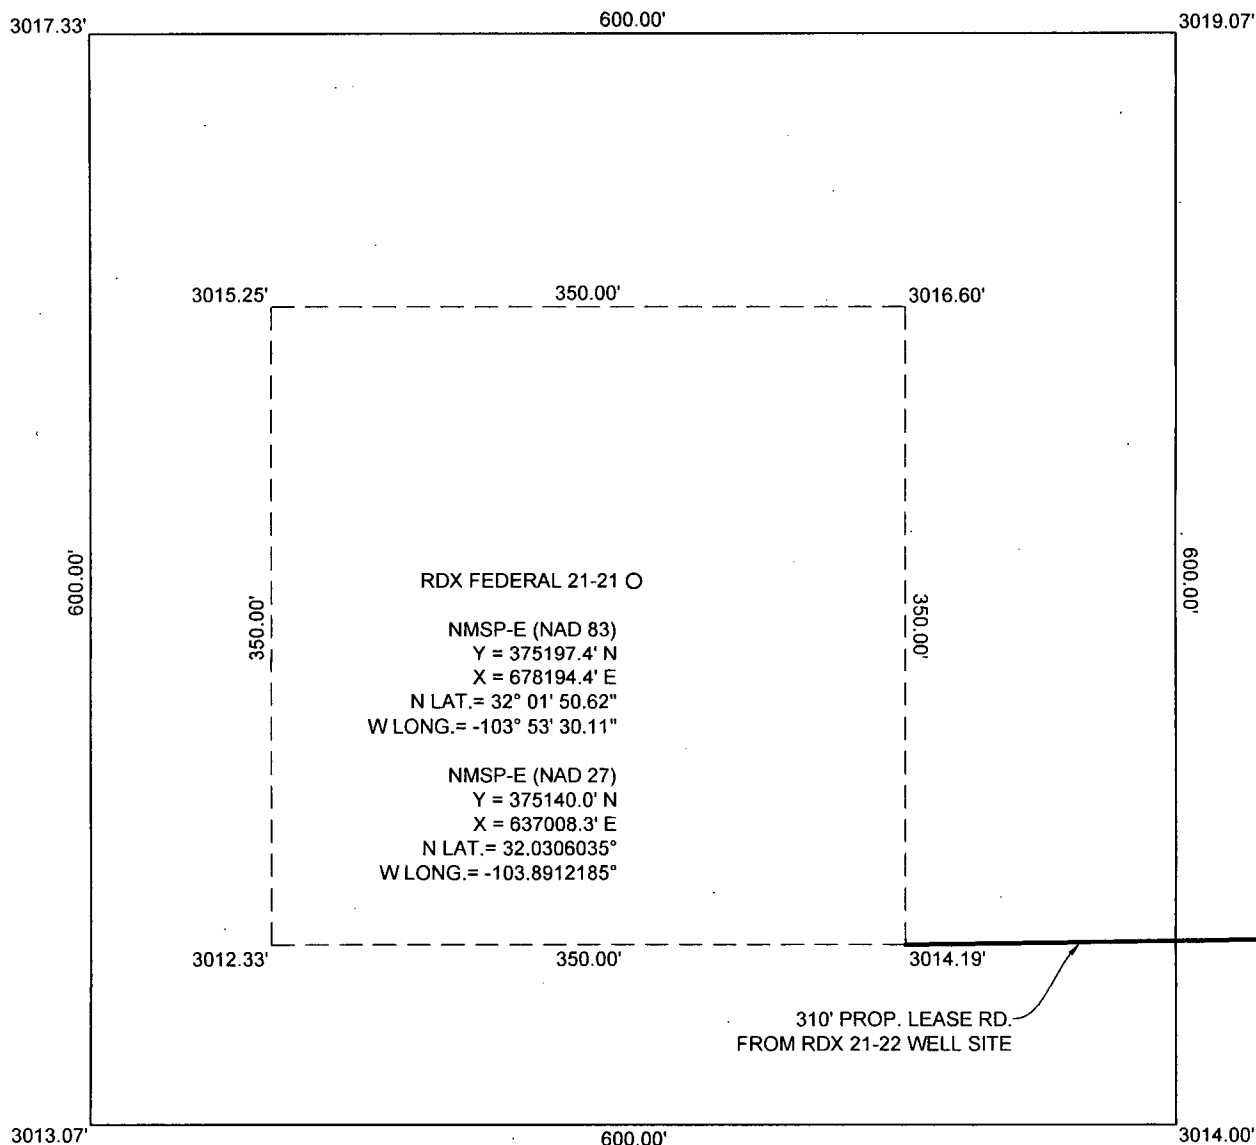 3017.33'
600.00'
3019.07'
3015.25'
350.00'
3016.60'
600.00'
350.00'
RDX FEDERAL 21-21
NMSP-E (NAD 83)
Y = 375197.4' N
X = 678194.4' E
N LAT.= 32° 01' 50.62"
W LONG.= -103° 53' 30.11"
NMSP-E (NAD 27)
Y = 375140.0' N
X = 637008.3' E
N LAT.= 32.0306035°
W LONG.= -103.8912185°
350.00'
600.00'
3012.33'
350.00'
3014.19'
310' PROP. LEASE RD.
FROM RDX 21-22 WELL SITE
3013.07'
600.00'
3014.00'